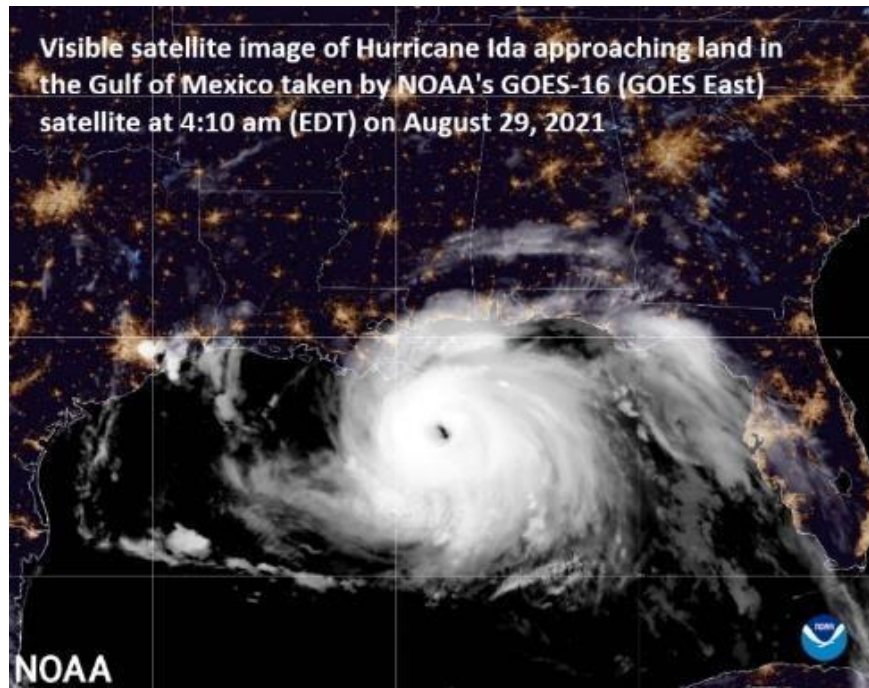 Visible satellite image of Hurricane Ida approaching land in
the Gulf of Mexico taken by NOAA's GOES-16 (GOES East)
satellite at 4:10 am (EDT) on August 29, 2021
NOAA
NOAA